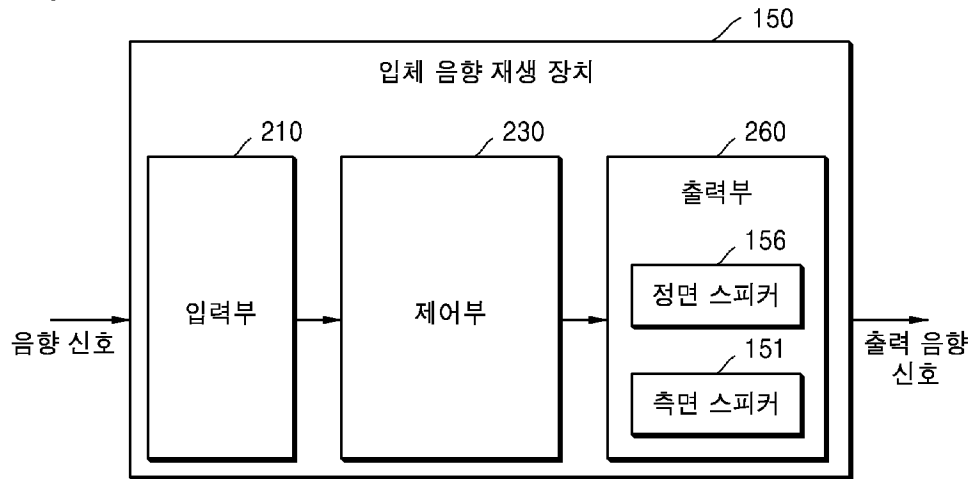 150
입체 음향 재생 장치
210
230
260
출력부
156
정면 스피커
입력부
제어부
음향 신호
출력 음향
신호
151
측면 스피커